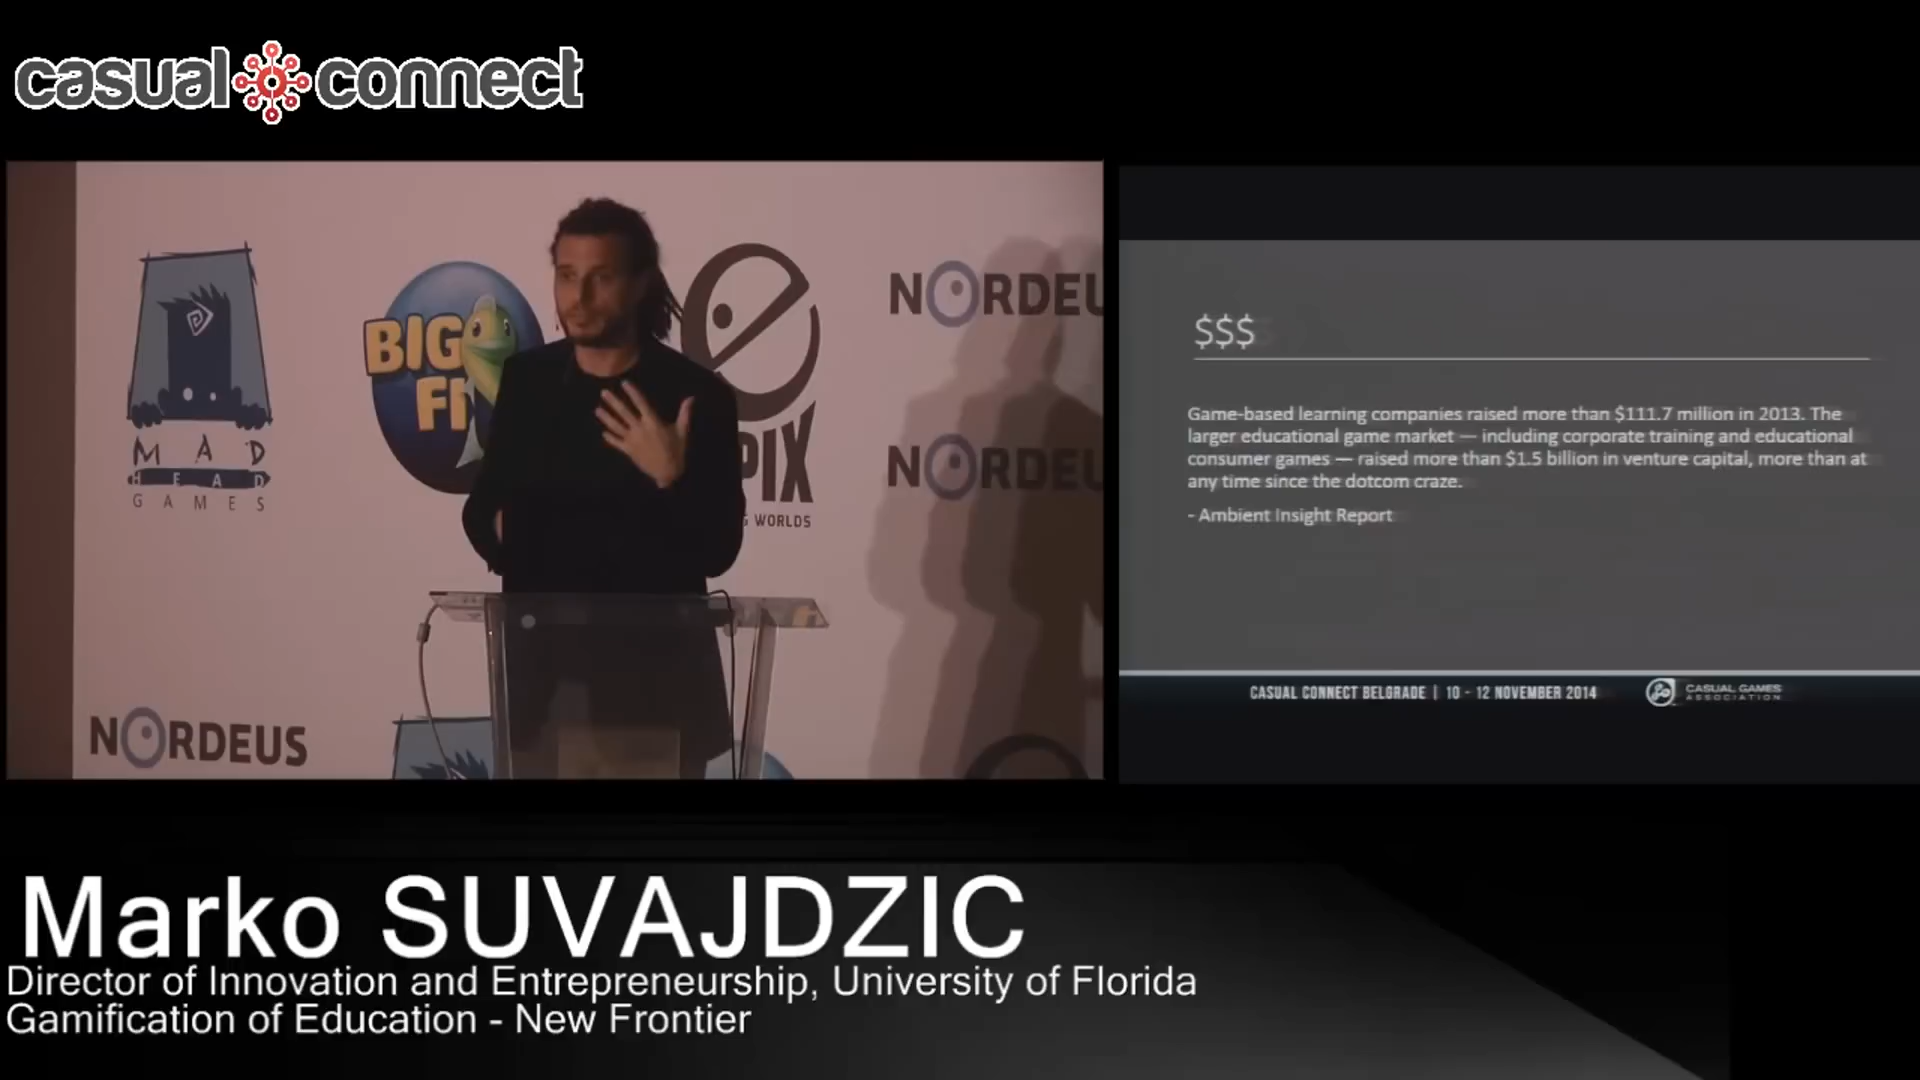 casual connect
MAD
HEAD
GAMES
BIG
FI
PIX
WORLDS
NORDEU
NORDEU
NORDEUS
$$$
Game-based learning companies raised more than $111.7 million in 2013. The
larger educational game market — including corporate training and educational
consumer games — raised more than $1.5 billion in venture capital, more than at
any time since the dotcom craze.
- Ambient Insight Report
CASUAL CONNECT BELGRADE | 10 - 12 NOVEMBER 2014
CASUAL GAMES
ASSOCIATION
Marko SUVAJDZIC
Director of Innovation and Entrepreneurship, University of Florida
Gamification of Education - New Frontier